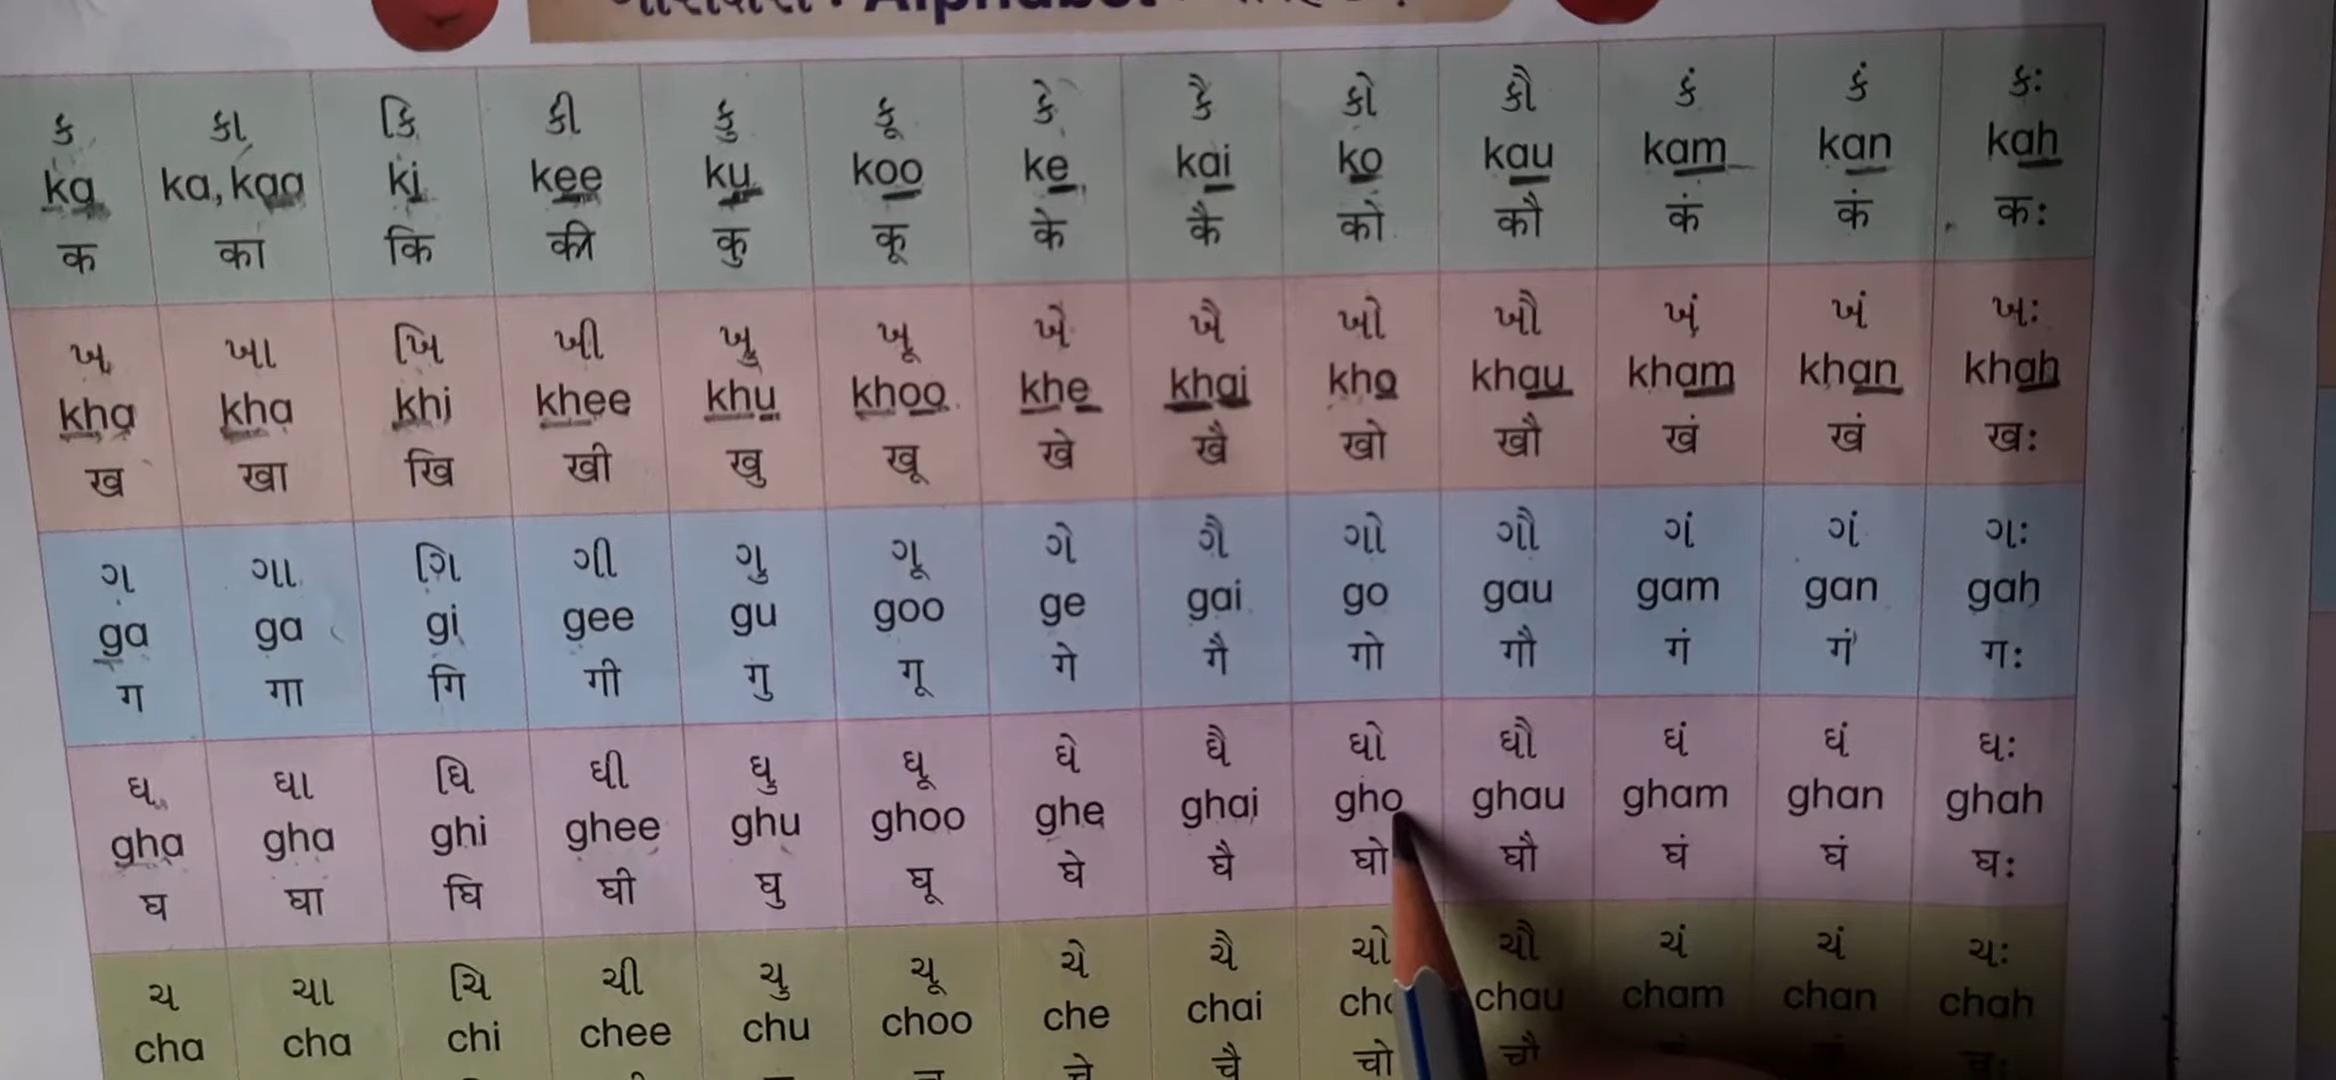 Alphabet
ક કા કિ કી કુ કૂ કે કૈ કો કૌ કં કં કઃ
ka ka, kaa ki kee ku koo ke kai ko kau kam kan kah
क का कि की कु कू के कै को कौ कं कं कः
ખ ખા ખિ ખી ખુ ખૂ ખે ખૈ ખો ખૌ ખં ખં ખઃ
kha kha khi khee khu khoo khe khai kho khau kham khan khah
ख खा खि खी खु खू खे खै खो खौ खं खं खः
ગ ગા ગિ ગી ગુ ગૂ ગે ગૈ ગો ગૌ ગં ગં ગઃ
ga ga gi gee gu goo ge gai go gau gam gan gah
ग गा गि गी गु गू गे गै गो गौ गं गं गः
ઘ ઘા ઘિ ઘી ઘુ ઘૂ ઘે ઘૈ ઘો ઘૌ ઘં ઘં ઘઃ
gha gha ghi ghee ghu ghoo ghe ghai gho ghau gham ghan ghah
घ घा घि घी घु घू घे घै घो घौ घं घं घः
ચ ચા ચિ ચી ચુ ચૂ ચે ચૈ ચો ચૌ ચં ચં ચઃ
cha cha chi chee chu choo che chai chau cham chan chah
चे चै चो चौ